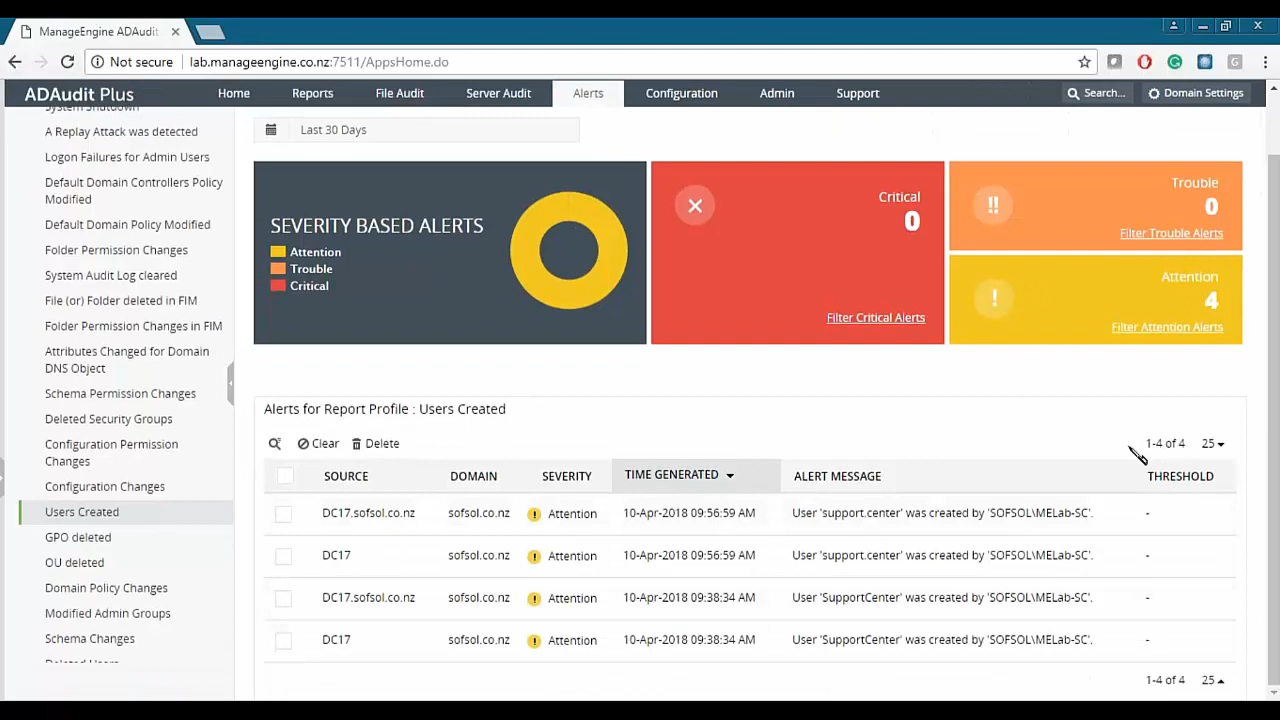 ManageEngine ADAudit
Not secure
lab.manageengine.co.nz:7511/AppsHome.do
ADAudit Plus
Home
Reports
File Audit
Server Audit
Alerts
Configuration
Admin
Support
Search...
Domain Settings
System Shutdown
A Replay Attack was detected
Logon Failures for Admin Users
Default Domain Controllers Policy
Modified
Default Domain Policy Modified
Folder Permission Changes
System Audit Log cleared
File (or) Folder deleted in FIM
Folder Permission Changes in FIM
Attributes Changed for Domain
DNS Object
Schema Permission Changes
Deleted Security Groups
Configuration Permission
Changes
Configuration Changes
Users Created
GPO deleted
OU deleted
Domain Policy Changes
Modified Admin Groups
Schema Changes
Deleted Users
Last 30 Days
SEVERITY BASED ALERTS
Attention
Trouble
Critical
Critical
0
Filter Critical Alerts
Trouble
0
Filter Trouble Alerts
Attention
4
Filter Attention Alerts
Alerts for Report Profile : Users Created
Clear
Delete
1-4 of 4
25
SOURCE DOMAIN SEVERITY TIME GENERATED ALERT MESSAGE THRESHOLD
DC17.sofsol.co.nz sofsol.co.nz Attention 10-Apr-2018 09:56:59 AM User 'support.center' was created by 'SOFSOL\MELab-SC'. -
DC17 sofsol.co.nz Attention 10-Apr-2018 09:56:59 AM User 'support.center' was created by 'SOFSOL\MELab-SC'. -
DC17.sofsol.co.nz sofsol.co.nz Attention 10-Apr-2018 09:38:34 AM User 'SupportCenter' was created by 'SOFSOL\MELab-SC'. -
DC17 sofsol.co.nz Attention 10-Apr-2018 09:38:34 AM User 'SupportCenter' was created by 'SOFSOL\MELab-SC'. -
1-4 of 4
25